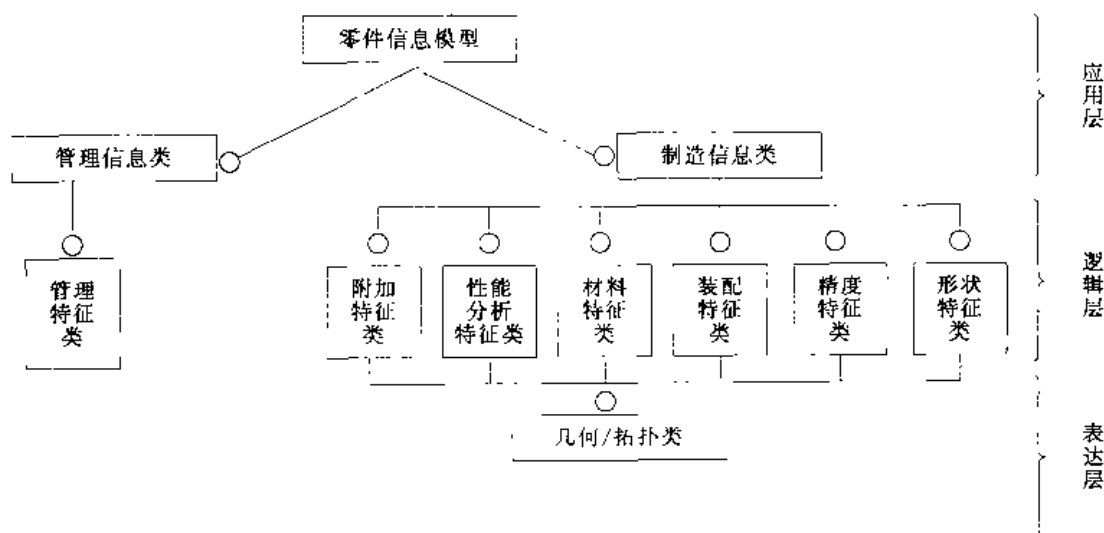 零件信息模型
应
用
层
管理信息类
制造信息类
管理
特征
类
附加
特征
类
性能
分析
特征类
材料
特征
类
装配
特征
类
精度
特征
类
形状
特征
类
逻
辑
层
几何/拓扑类
表
达
层